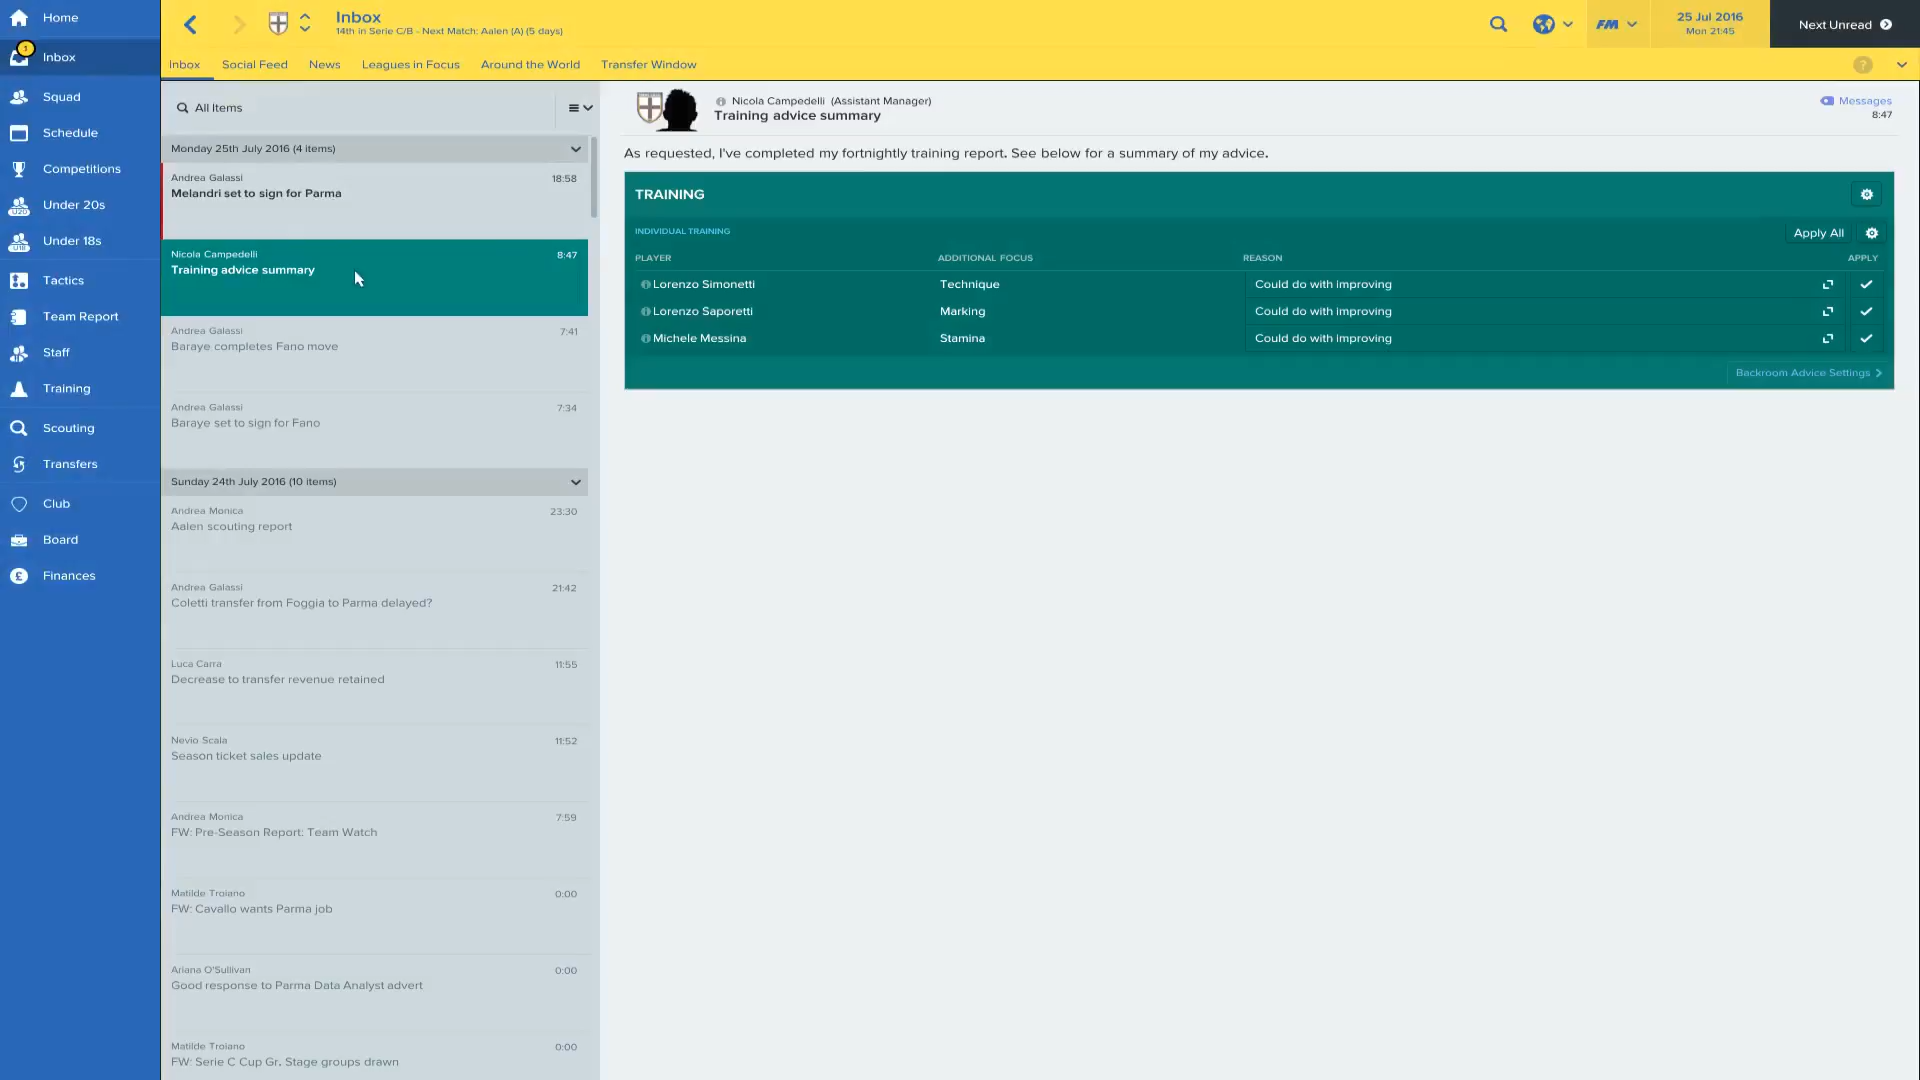 Home
1
Inbox
Squad
Schedule
Competitions
Under 20s
Under 18s
Tactics
Team Report
Staff
Training
Scouting
Transfers
Club
Board
Finances
Inbox
14th in Serie C/B - Next Match: Aalen (A) (5 days)
FM
25 Jul 2016
Mon 21:45
Next Unread
Inbox Social Feed News Leagues in Focus Around the World Transfer Window
?
All Items
Monday 25th July 2016 (4 items)
Andrea Galassi 18:58
Melandri set to sign for Parma
Nicola Campedelli 8:47
Training advice summary
Andrea Galassi 7:41
Baraye completes Fano move
Andrea Galassi 7:34
Baraye set to sign for Fano
Sunday 24th July 2016 (10 items)
Andrea Monica 23:30
Aalen scouting report
Andrea Galassi 21:42
Coletti transfer from Foggia to Parma delayed?
Luca Carra 11:55
Decrease to transfer revenue retained
Nevio Scala 11:52
Season ticket sales update
Andrea Monica 7:59
FW: Pre-Season Report: Team Watch
Matilde Troiano 0:00
FW: Cavallo wants Parma job
Ariana O'Sullivan 0:00
Good response to Parma Data Analyst advert
Matilde Troiano 0:00
FW: Serie C Cup Gr. Stage groups drawn
Nicola Campedelli (Assistant Manager)
Training advice summary
Messages
8:47
As requested, I've completed my fortnightly training report. See below for a summary of my advice.
TRAINING
INDIVIDUAL TRAINING
Apply All
PLAYER ADDITIONAL FOCUS REASON APPLY
Lorenzo Simonetti Technique Could do with improving
Lorenzo Saporetti Marking Could do with improving
Michele Messina Stamina Could do with improving
Backroom Advice Settings